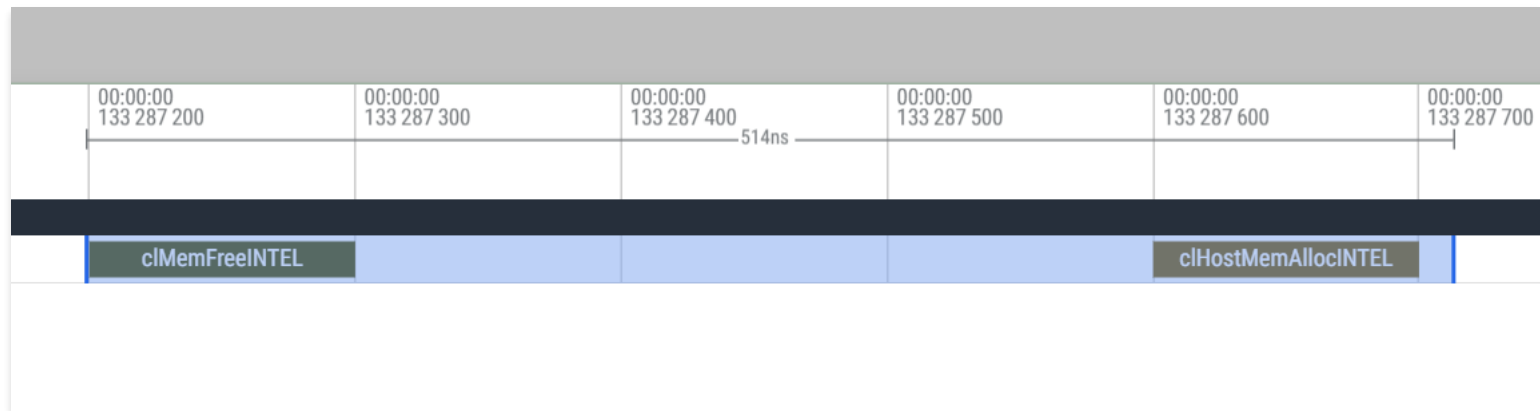 00:00:00 00:00:00 00:00:00 00:00:00 00:00:00 00:00:00
133 287 200 133 287 300 133 287 400 133 287 500 133 287 600 133 287 700
514ns
clMemFreeINTEL clHostMemAllocINTEL